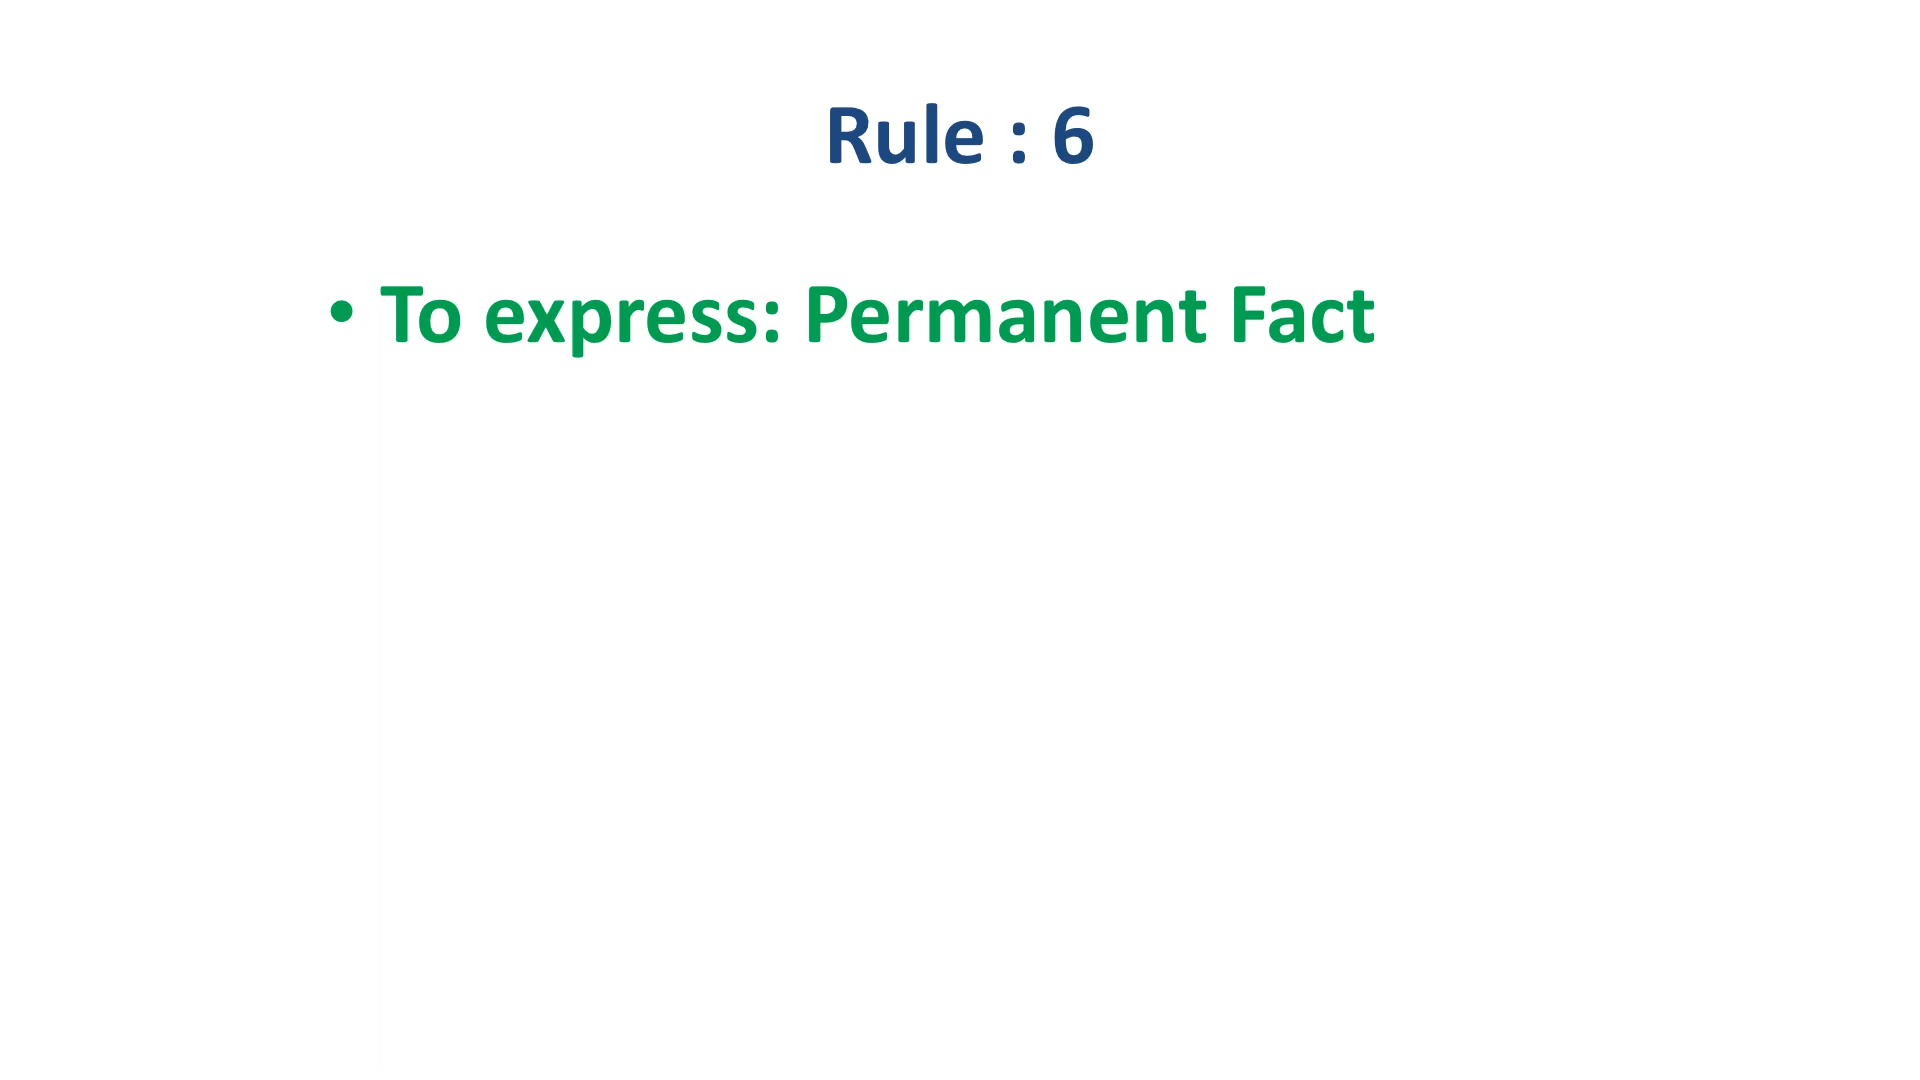 Rule : 6
• To express: Permanent Fact